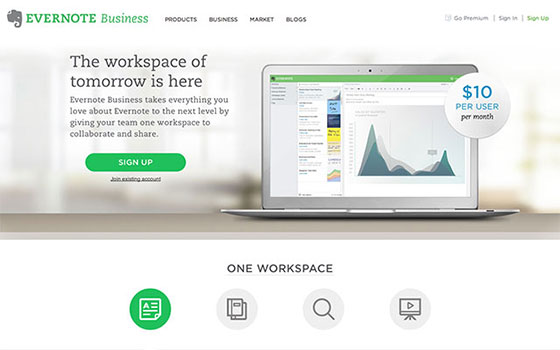 EVERNOTE Business
PRODUCTS
BUSINESS
MARKET
BLOGS
Go Premium | Sign In | Sign Up
The workspace of
tomorrow is here
Evernote Business takes everything you
love about Evernote to the next level by
giving your team one workspace to
collaborate and share.
SIGN UP
Join existing account
EVERNOTE
$10
PER USER
per month
ONE WORKSPACE